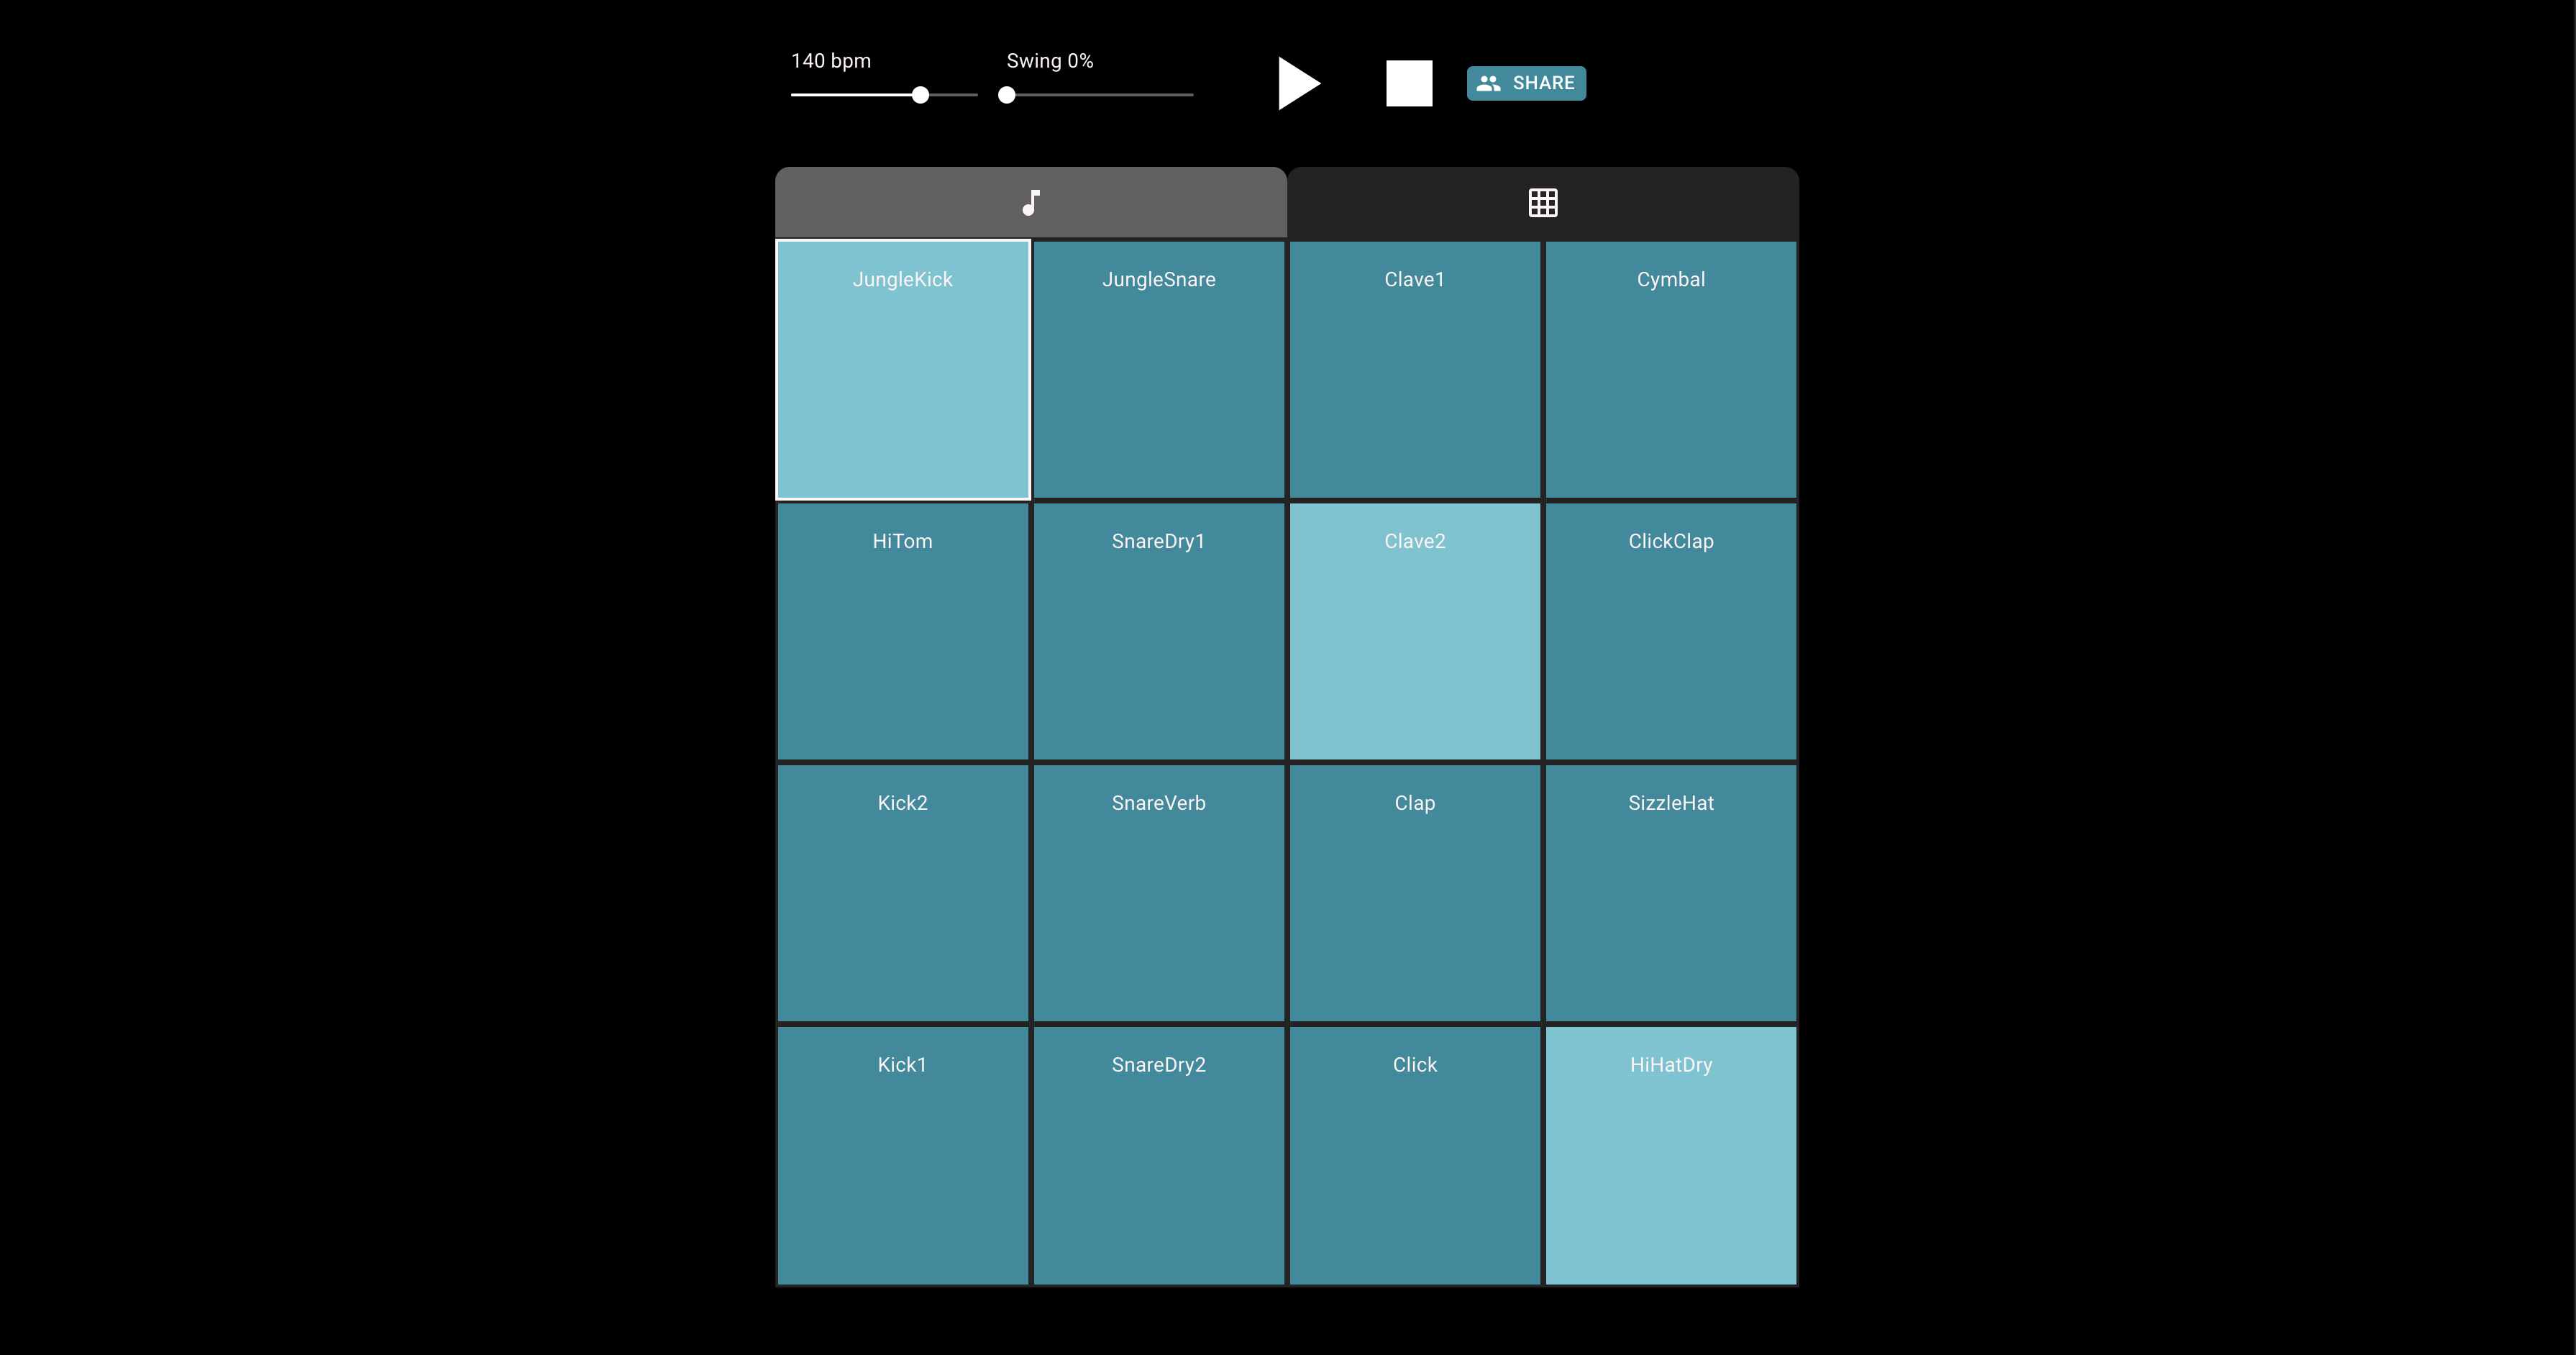 140 bpm
Swing 0%
SHARE
JungleKick
JungleSnare
Clave1
Cymbal
HiTom
SnareDry1
Clave2
ClickClap
Kick2
SnareVerb
Clap
SizzleHat
Kick1
SnareDry2
Click
HiHatDry